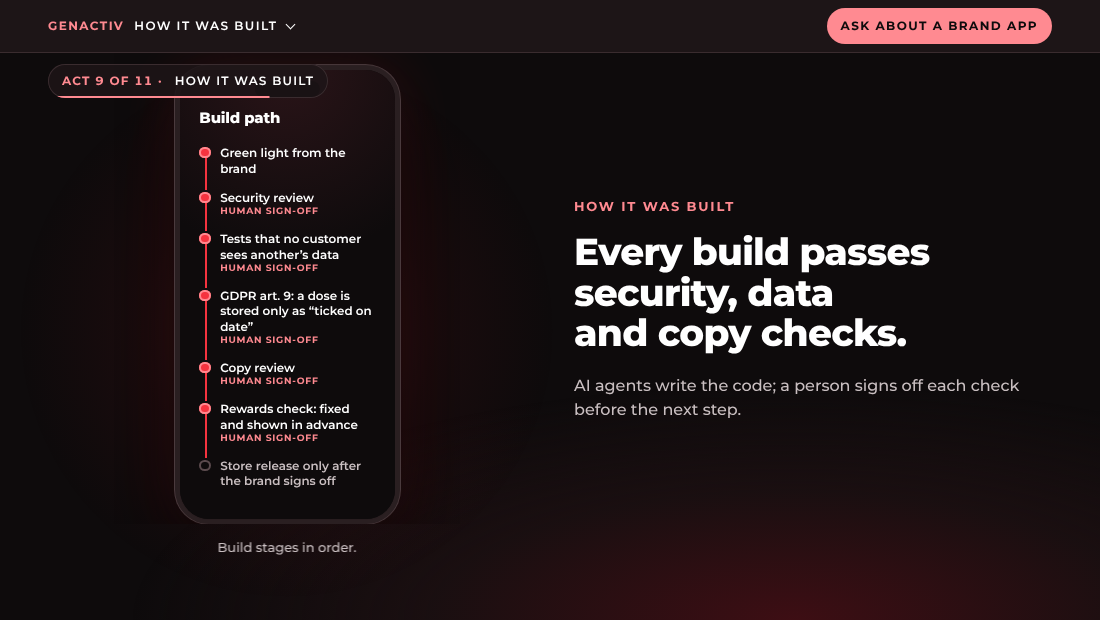 GENACTIV HOW IT WAS BUILT
ASK ABOUT A BRAND APP
ACT 9 OF 11 · HOW IT WAS BUILT
Build path
Green light from the
brand
Security review
HUMAN SIGN-OFF
Tests that no customer
sees another’s data
HUMAN SIGN-OFF
GDPR art. 9: a dose is
stored only as “ticked on
date”
HUMAN SIGN-OFF
Copy review
HUMAN SIGN-OFF
Rewards check: fixed
and shown in advance
HUMAN SIGN-OFF
Store release only after
the brand signs off
Build stages in order.
HOW IT WAS BUILT
Every build passes
security, data
and copy checks.
AI agents write the code; a person signs off each check
before the next step.